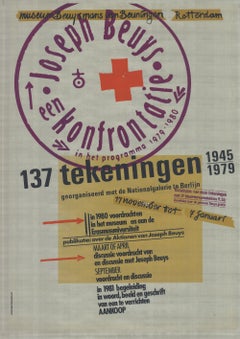 museum Boymans van Beuningen Rotterdam
Joseph Beuys
een konfrontatie
in het programma 1979/1980
137 tekeningen 1945
1979
georganiseerd met de Nationalgalerie te Berlijn
17 november tot 7 januari
in 1980 voordrachten
in het museum en aan de
Erasmusuniversiteit
publikatie: over de Aktionen van Joseph Beuys
MAART OF APRIL
discussie voordracht van
en discussie met Joseph Beuys
SEPTEMBER
voordracht en discussie
in 1981 begeleiding
in woord, beeld en geschrift
van een te verrichten
AANKOOP